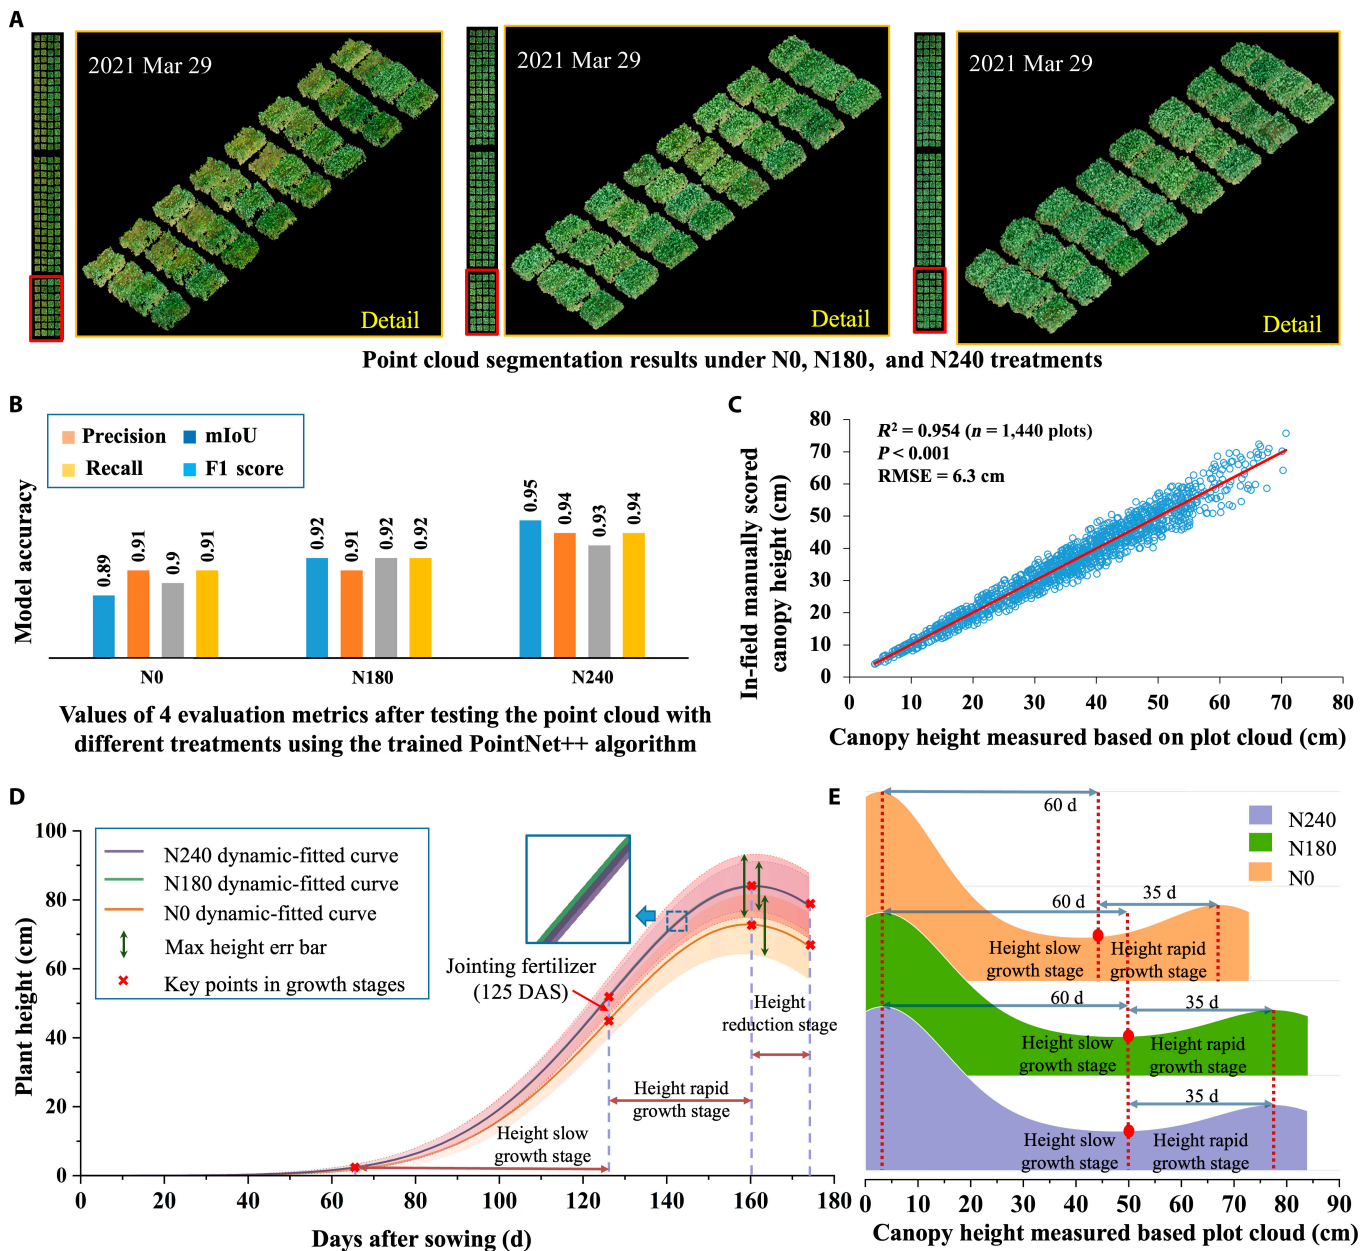 A
2021 Mar 29
Detail
2021 Mar 29
Detail
2021 Mar 29
Detail
Point cloud segmentation results under N0, N180, and N240 treatments
B
Precision
mIoU
Recall
F1 score
Model accuracy
0.89
0.91
0.9
0.91
0.92
0.91
0.92
0.92
0.95
0.94
0.93
0.94
N0
N180
N240
Values of 4 evaluation metrics after testing the point cloud with
different treatments using the trained PointNet++ algorithm
C
R² = 0.954 (n = 1,440 plots)
P < 0.001
RMSE = 6.3 cm
In-field manually scored
canopy height (cm)
80
70
60
50
40
30
20
10
0
0 10 20 30 40 50 60 70 80
Canopy height measured based on plot cloud (cm)
D
Plant height (cm)
100
80
60
40
20
0
N240 dynamic-fitted curve
N180 dynamic-fitted curve
N0 dynamic-fitted curve
Max height err bar
Key points in growth stages
Jointing fertilizer
(125 DAS)
Height
reduction stage
Height rapid
growth stage
Height slow
growth stage
0 20 40 60 80 100 120 140 160 180
Days after sowing (d)
E
N240
N180
N0
60 d
35 d
Height slow
growth stage
Height rapid
growth stage
60 d
35 d
Height slow
growth stage
Height rapid
growth stage
60 d
35 d
Height slow
growth stage
Height rapid
growth stage
0 10 20 30 40 50 60 70 80 90
Canopy height measured based plot cloud (cm)